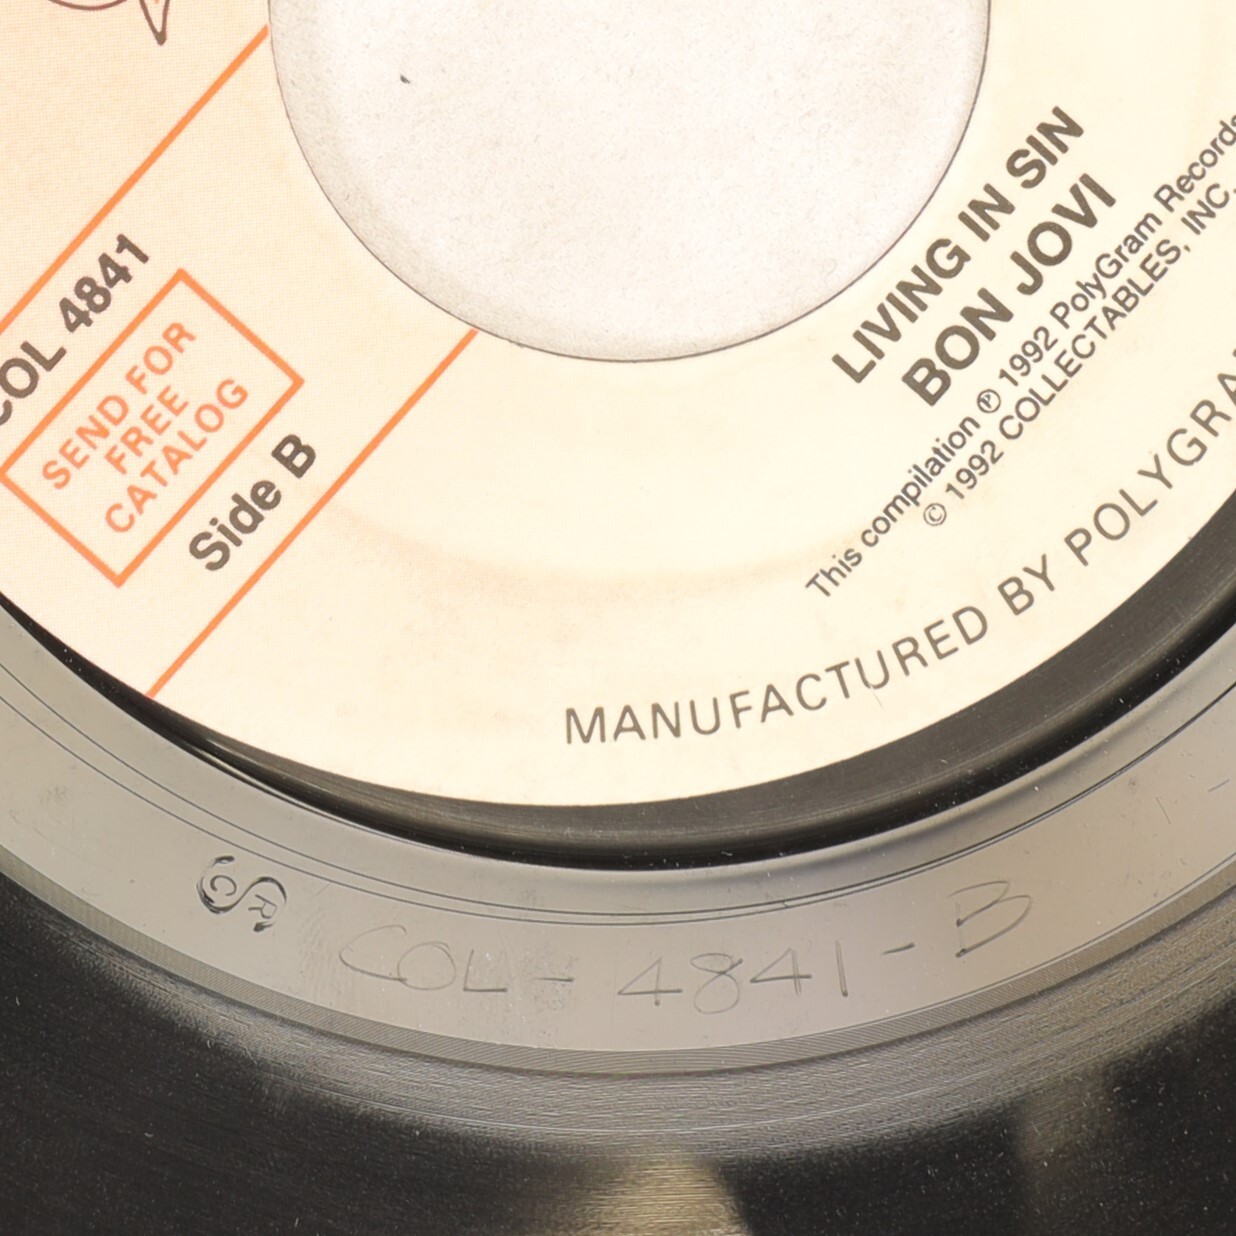 COL 4841
SEND FOR
FREE
CATALOG
Side B
LIVING IN SIN
BON JOVI
This compilation ℗ 1992 PolyGram Records
© 1992 COLLECTABLES, INC.
MANUFACTURED BY POLYGRA
SRC
COL-4841-B